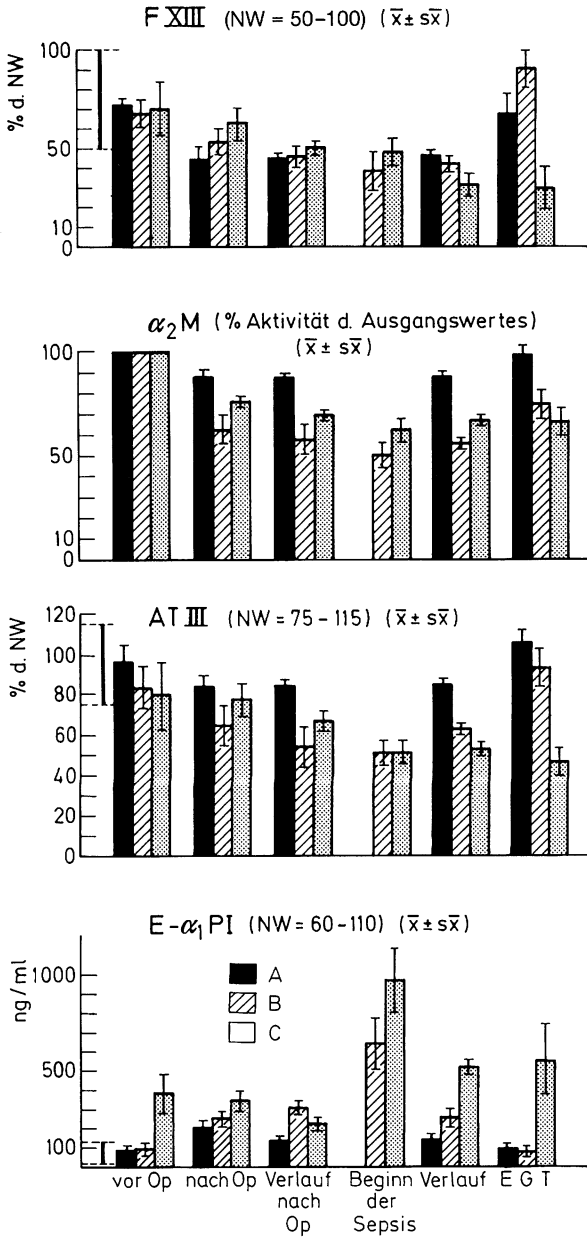 F XIII (NW = 50–100) (x̄ ± sx̄)
% d. NW
100
50
10
0
α₂M (% Aktivität d. Ausgangswertes)
(x̄ ± sx̄)
100
50
10
0
AT III (NW = 75 – 115) (x̄ ± sx̄)
% d. NW
120
100
80
60
40
20
0
E-α₁PI (NW = 60 – 110) (x̄ ± sx̄)
ng/ml
1000
500
100
A
B
C
vor Op nach Op Verlauf Beginn Verlauf E G T
nach der
Op Sepsis